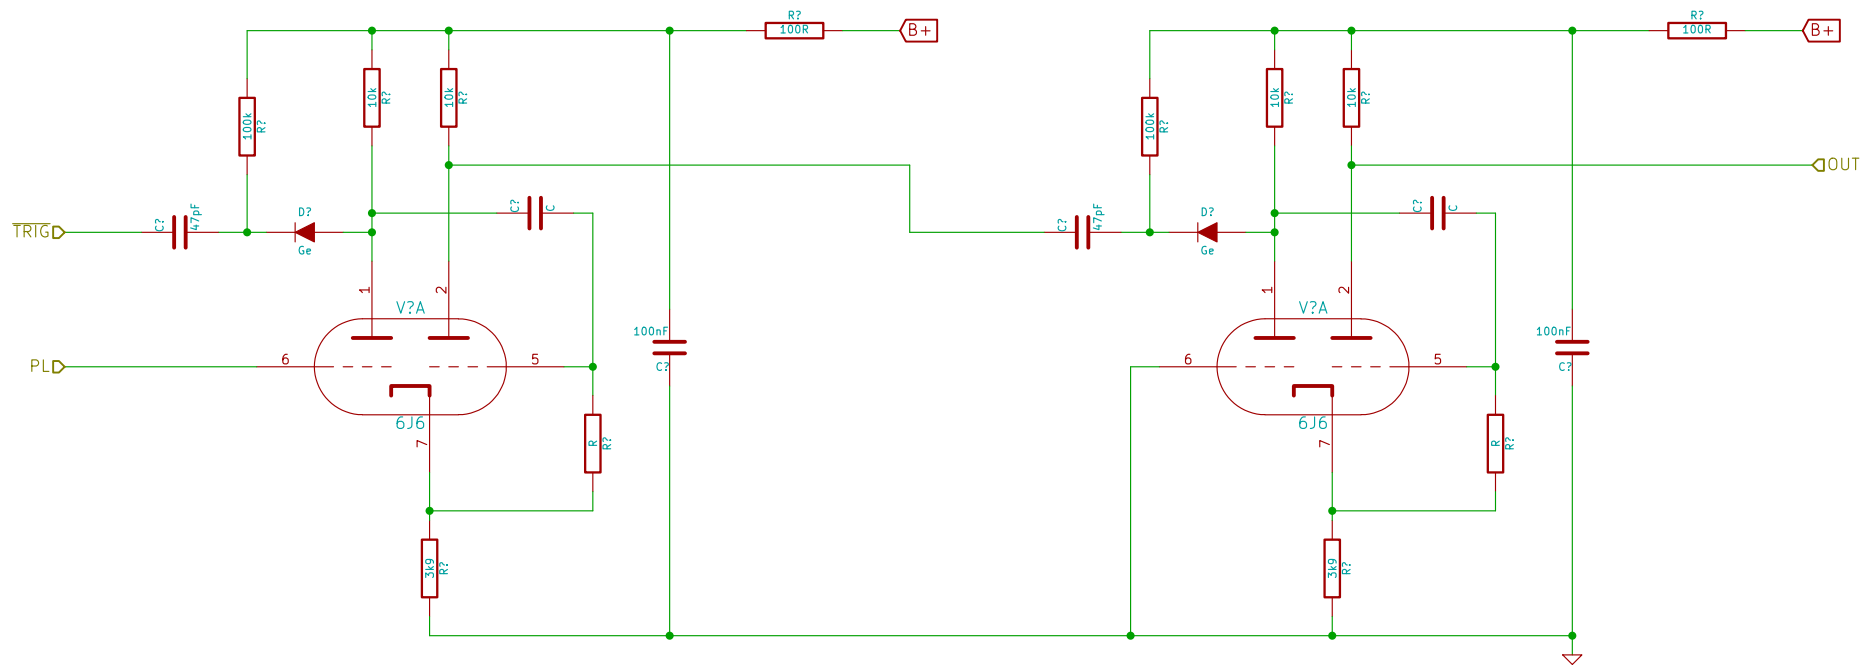 R?
100R
B+
R?
100R
B+
10k
R?
10k
R?
10k
R?
10k
R?
100k
R?
100k
R?
OUT
TRIG
C?
47pF
D?
Ge
C?
C
C?
47pF
D?
Ge
C?
C
1
2
V?A
1
2
V?A
100nF
C?
100nF
C?
PL
6
5
6
5
6J6
7
6J6
7
R
R?
R
R?
3k9
R?
3k9
R?